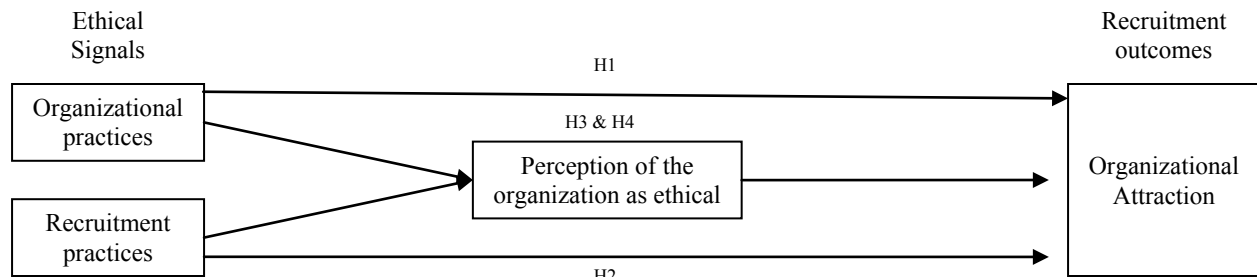 Ethical
Signals
Recruitment
outcomes
H1
Organizational
practices
H3 & H4
Perception of the
organization as ethical
Organizational
Attraction
Recruitment
practices
H2